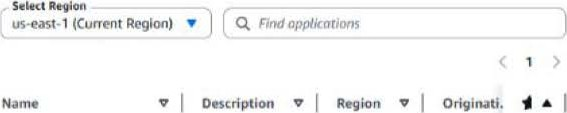 Select Region
us-east-1 (Current Region)
Find applications
1
Name Description Region Originati.